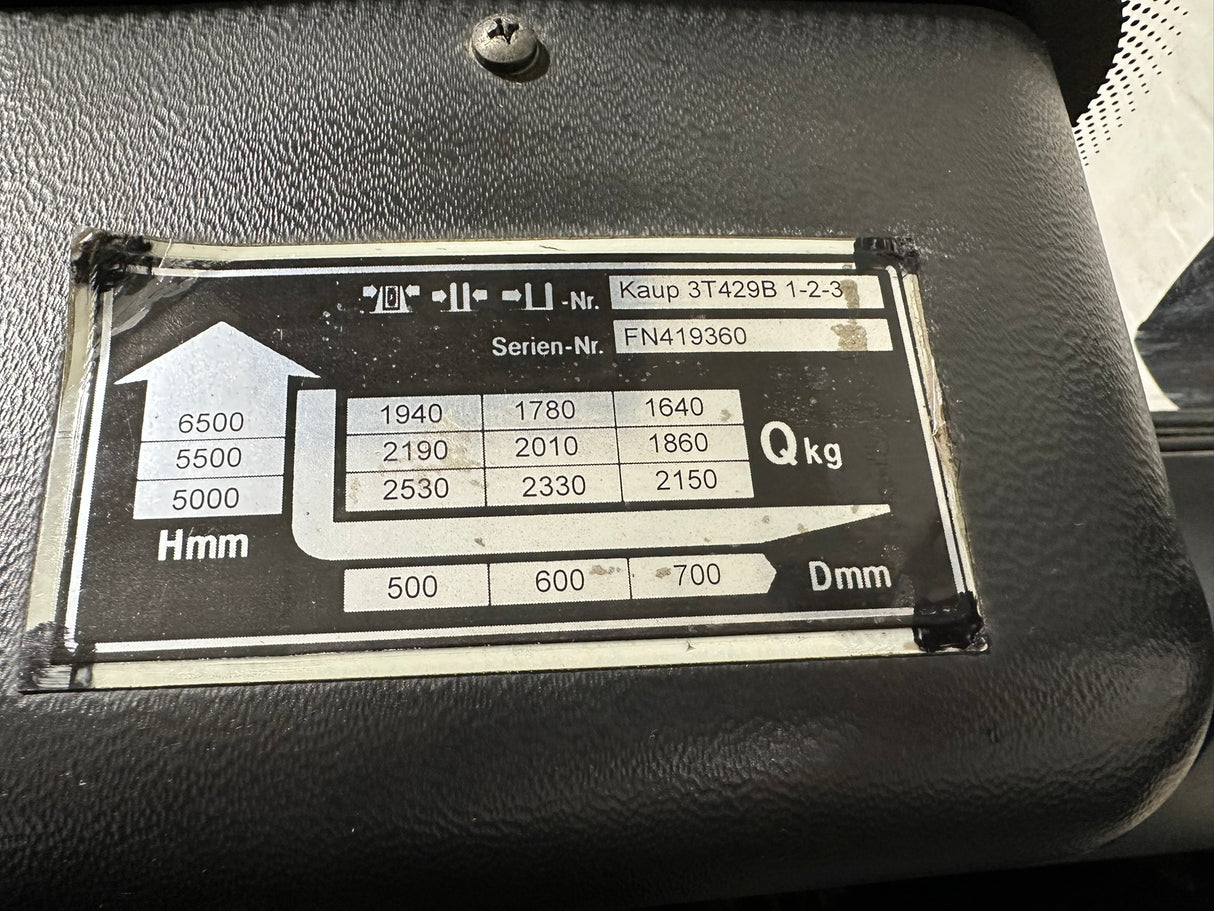 -Nr. Kaup 3T429B 1-2-3
Serien-Nr. FN419360
6500 1940 1780 1640
5500 2190 2010 1860 Q kg
5000 2530 2330 2150
Hmm
500 600 700 Dmm